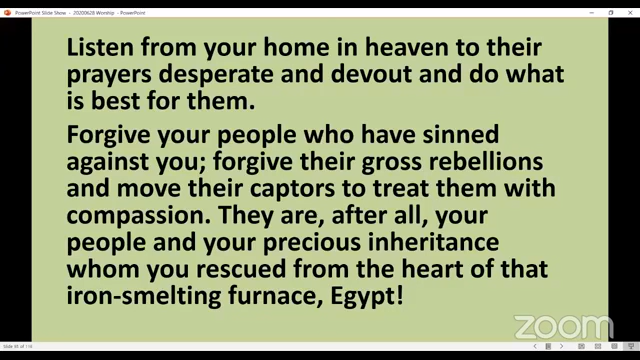 PowerPoint Slide Show - 20200628 Worship - PowerPoint
Listen from your home in heaven to their
prayers desperate and devout and do what
is best for them.
Forgive your people who have sinned
against you; forgive their gross rebellions
and move their captors to treat them with
compassion. They are, after all, your
people and your precious inheritance
whom you rescued from the heart of that
iron-smelting furnace, Egypt!
zoom